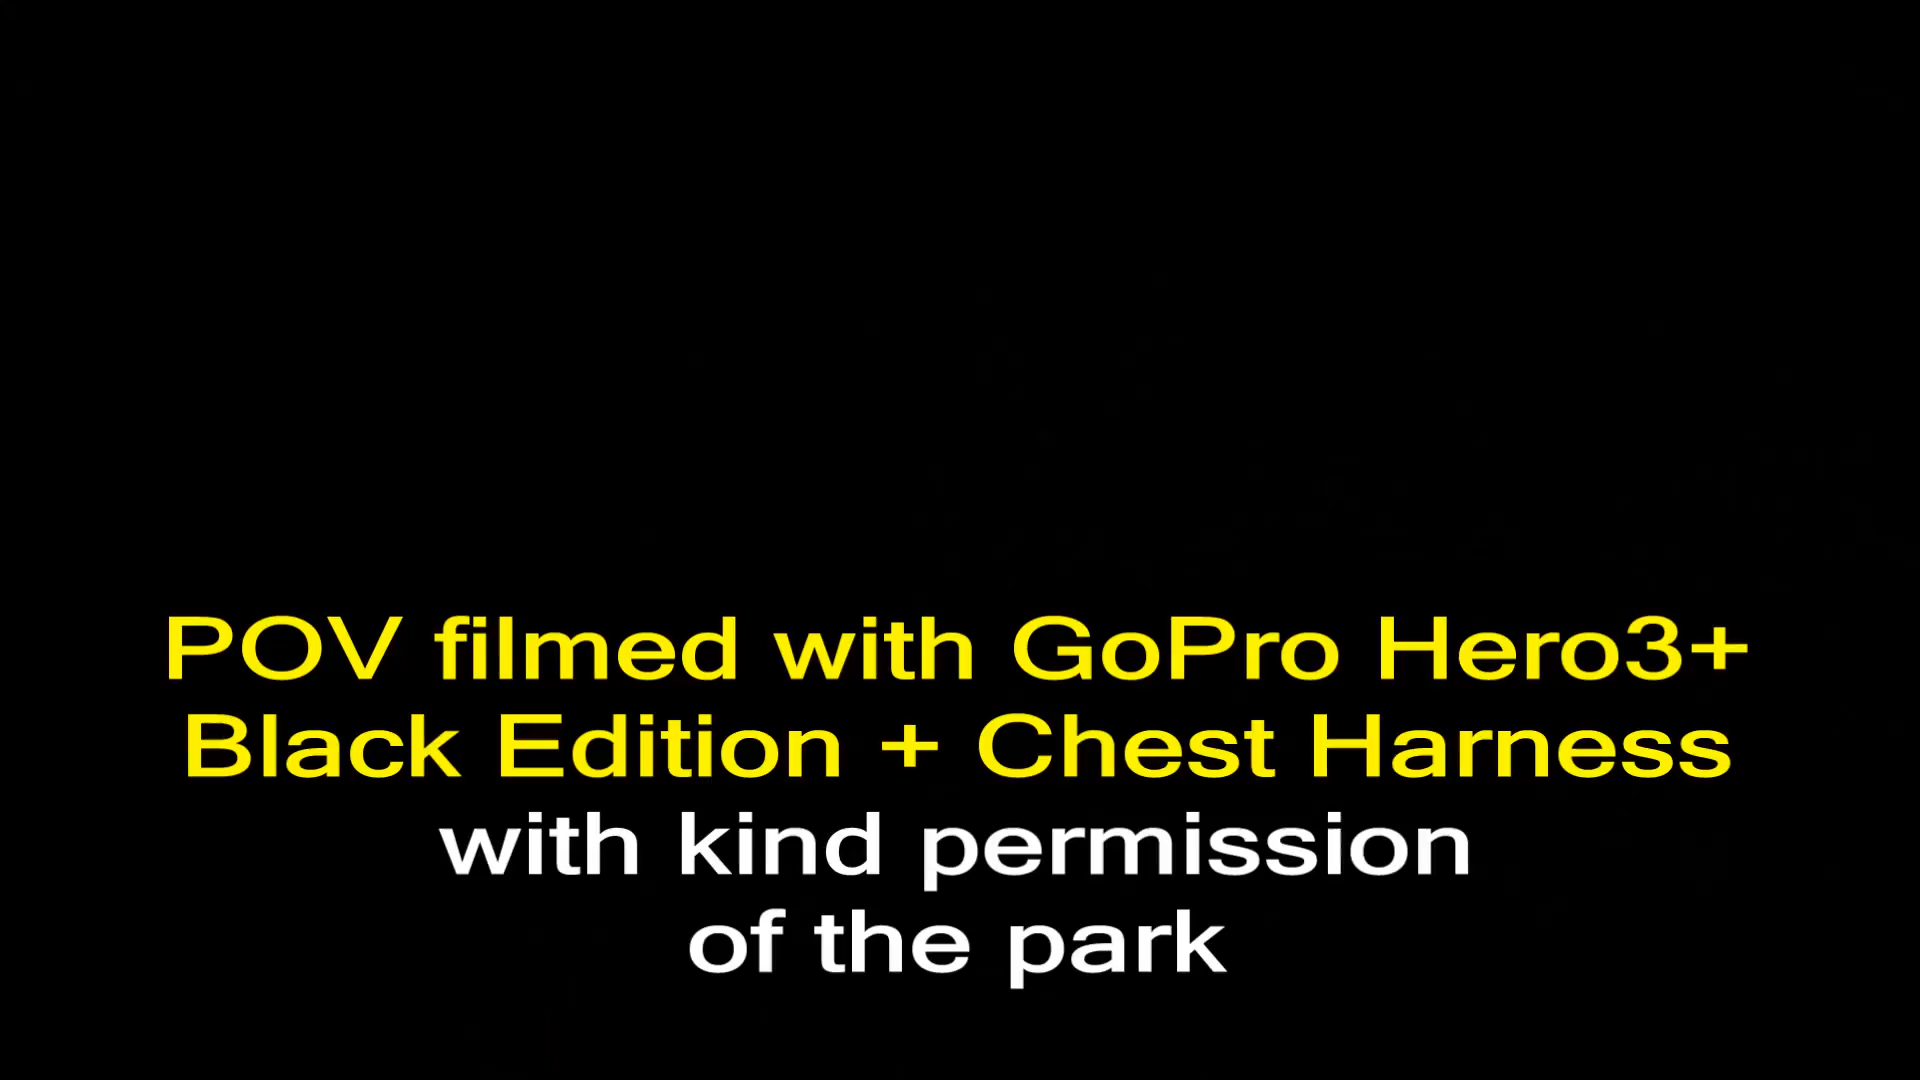 POV filmed with GoPro Hero3+
Black Edition + Chest Harness
with kind permission
of the park